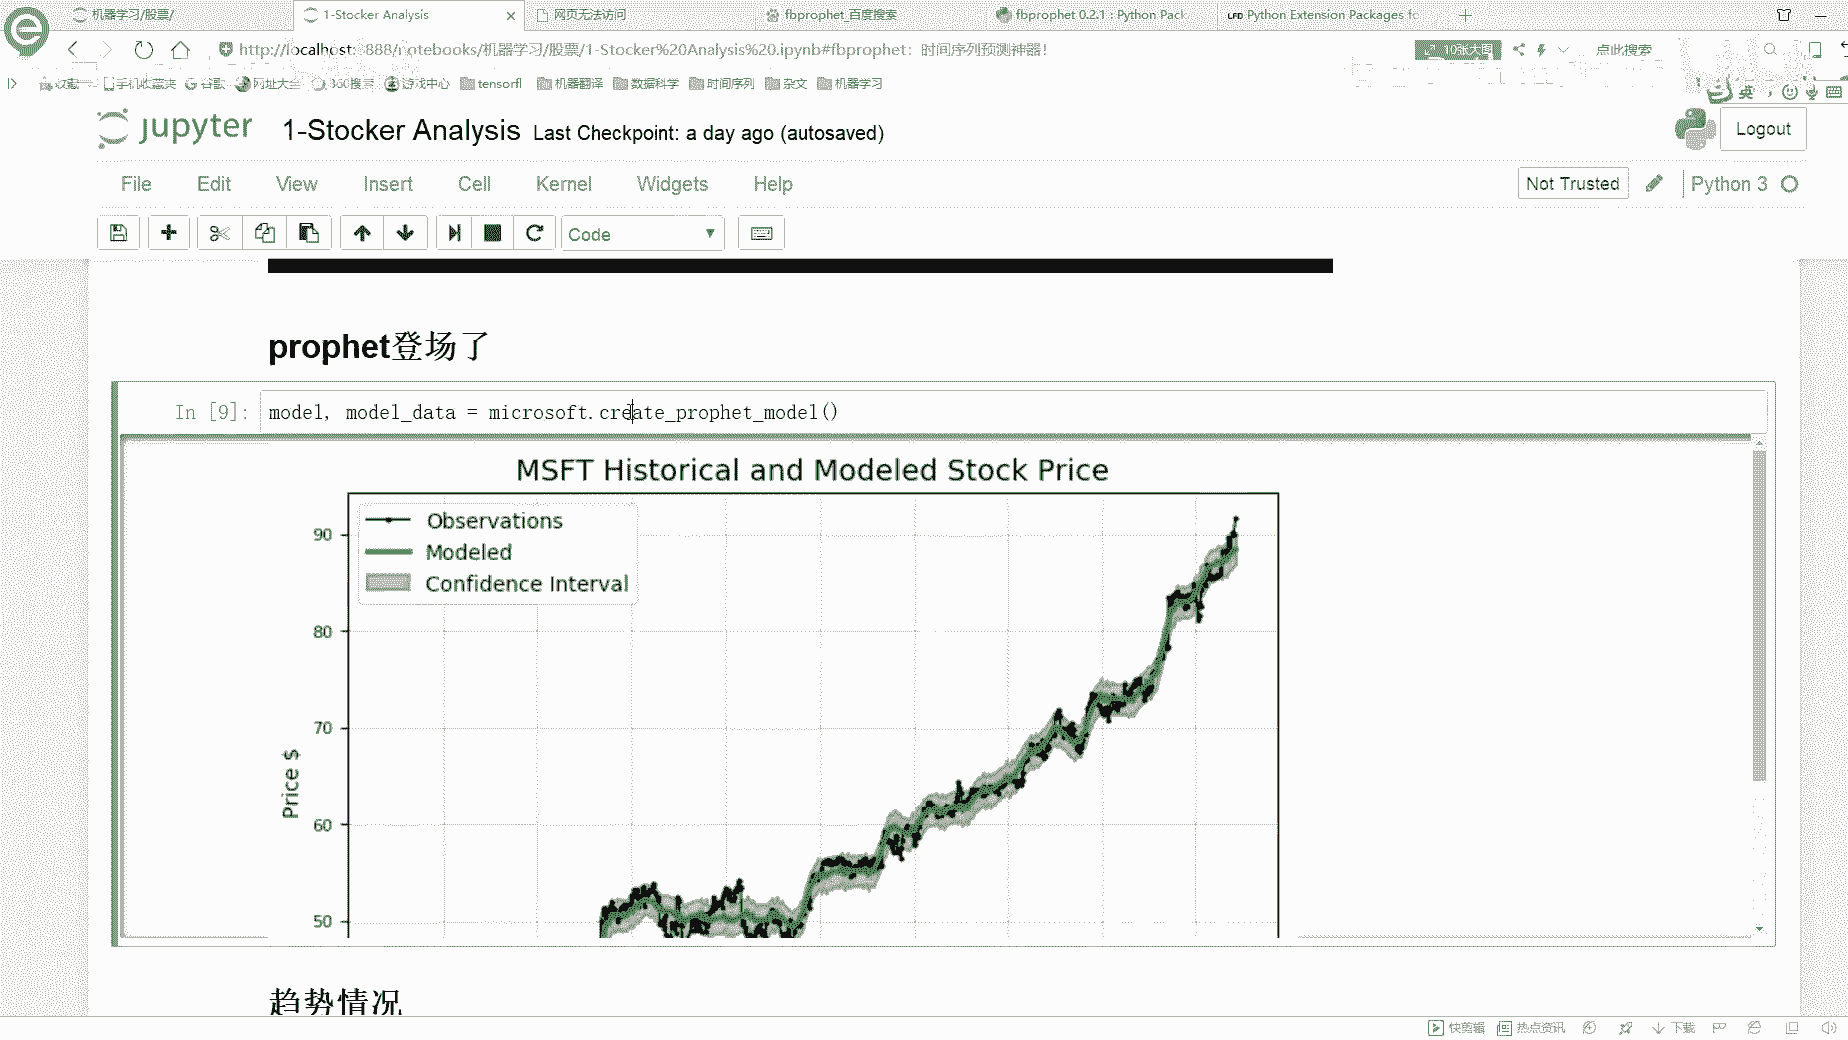 机器学习/股票/
1-Stocker Analysis
网页无法访问
fbprophet_百度搜索
fbprophet 0.2.1 : Python Pack
LFD Python Extension Packages fo
http://localhost:8888/notebooks/机器学习/股票/1-Stocker%20Analysis%20.ipynb#fbprophet：时间序列预测神器！
10张大图
点此搜索
收藏
手机收藏夹
谷歌
网址大全
360搜索
游戏中心
tensorfl
机器翻译
数据科学
时间序列
杂文
机器学习
英
jupyter
1-Stocker Analysis
Last Checkpoint: a day ago (autosaved)
Logout
File
Edit
View
Insert
Cell
Kernel
Widgets
Help
Not Trusted
Python 3
Code
prophet登场了
In [9]:
model, model_data = microsoft.create_prophet_model()
MSFT Historical and Modeled Stock Price
Observations
Modeled
Confidence Interval
90
80
70
60
50
Price $
趋势情况
快剪辑
热点资讯
下载